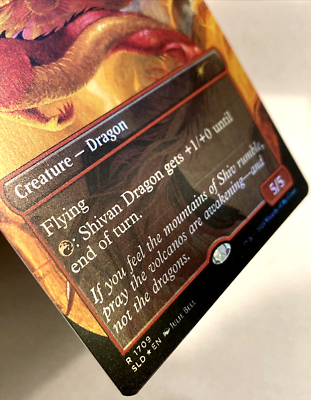 Creature — Dragon
Flying
: Shivan Dragon gets +1/+0 until
end of turn.
If you feel the mountains of Shiv rumble,
pray the volcanos are awakening—and
not the dragons.
5/5
R 1709
SLD ★ EN Julie Bell